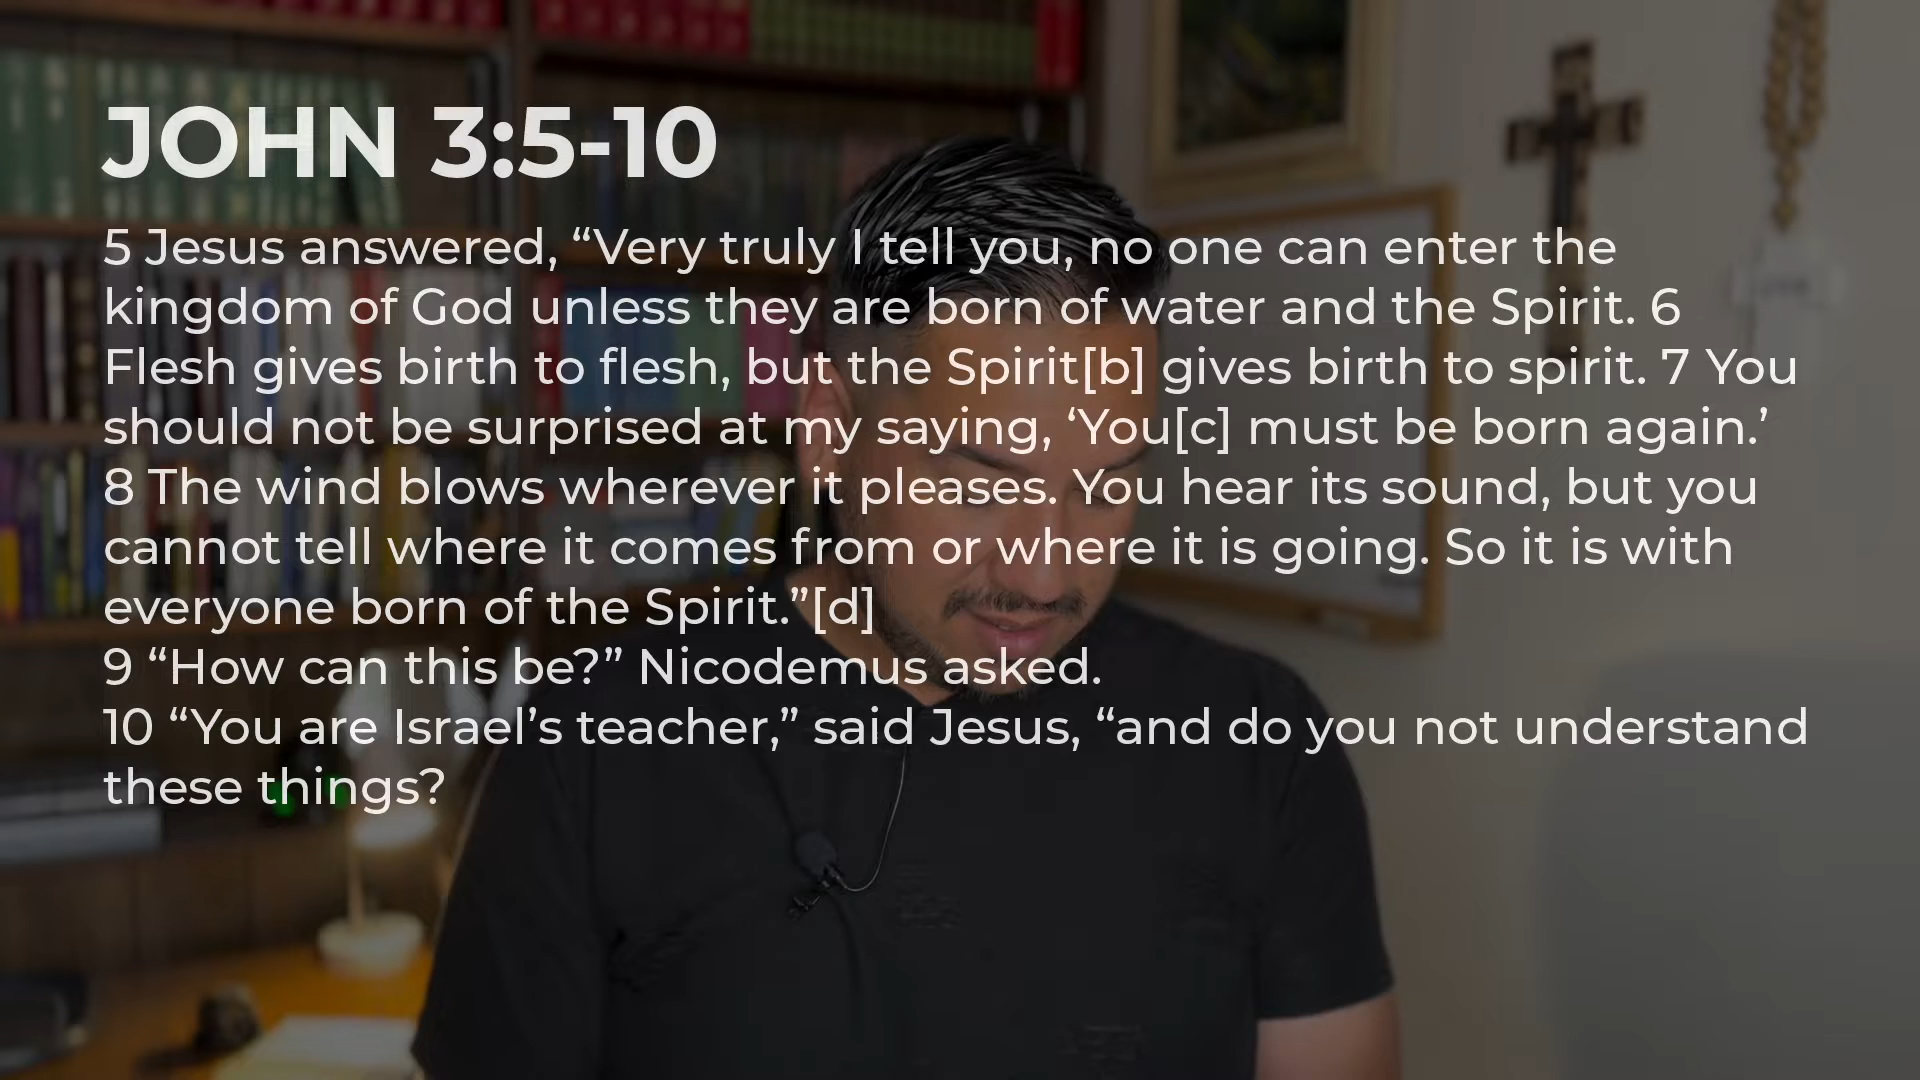 JOHN 3:5-10
5 Jesus answered, “Very truly I tell you, no one can enter the
kingdom of God unless they are born of water and the Spirit. 6
Flesh gives birth to flesh, but the Spirit[b] gives birth to spirit. 7 You
should not be surprised at my saying, ‘You[c] must be born again.’
8 The wind blows wherever it pleases. You hear its sound, but you
cannot tell where it comes from or where it is going. So it is with
everyone born of the Spirit.”[d]
9 “How can this be?” Nicodemus asked.
10 “You are Israel’s teacher,” said Jesus, “and do you not understand
these things?